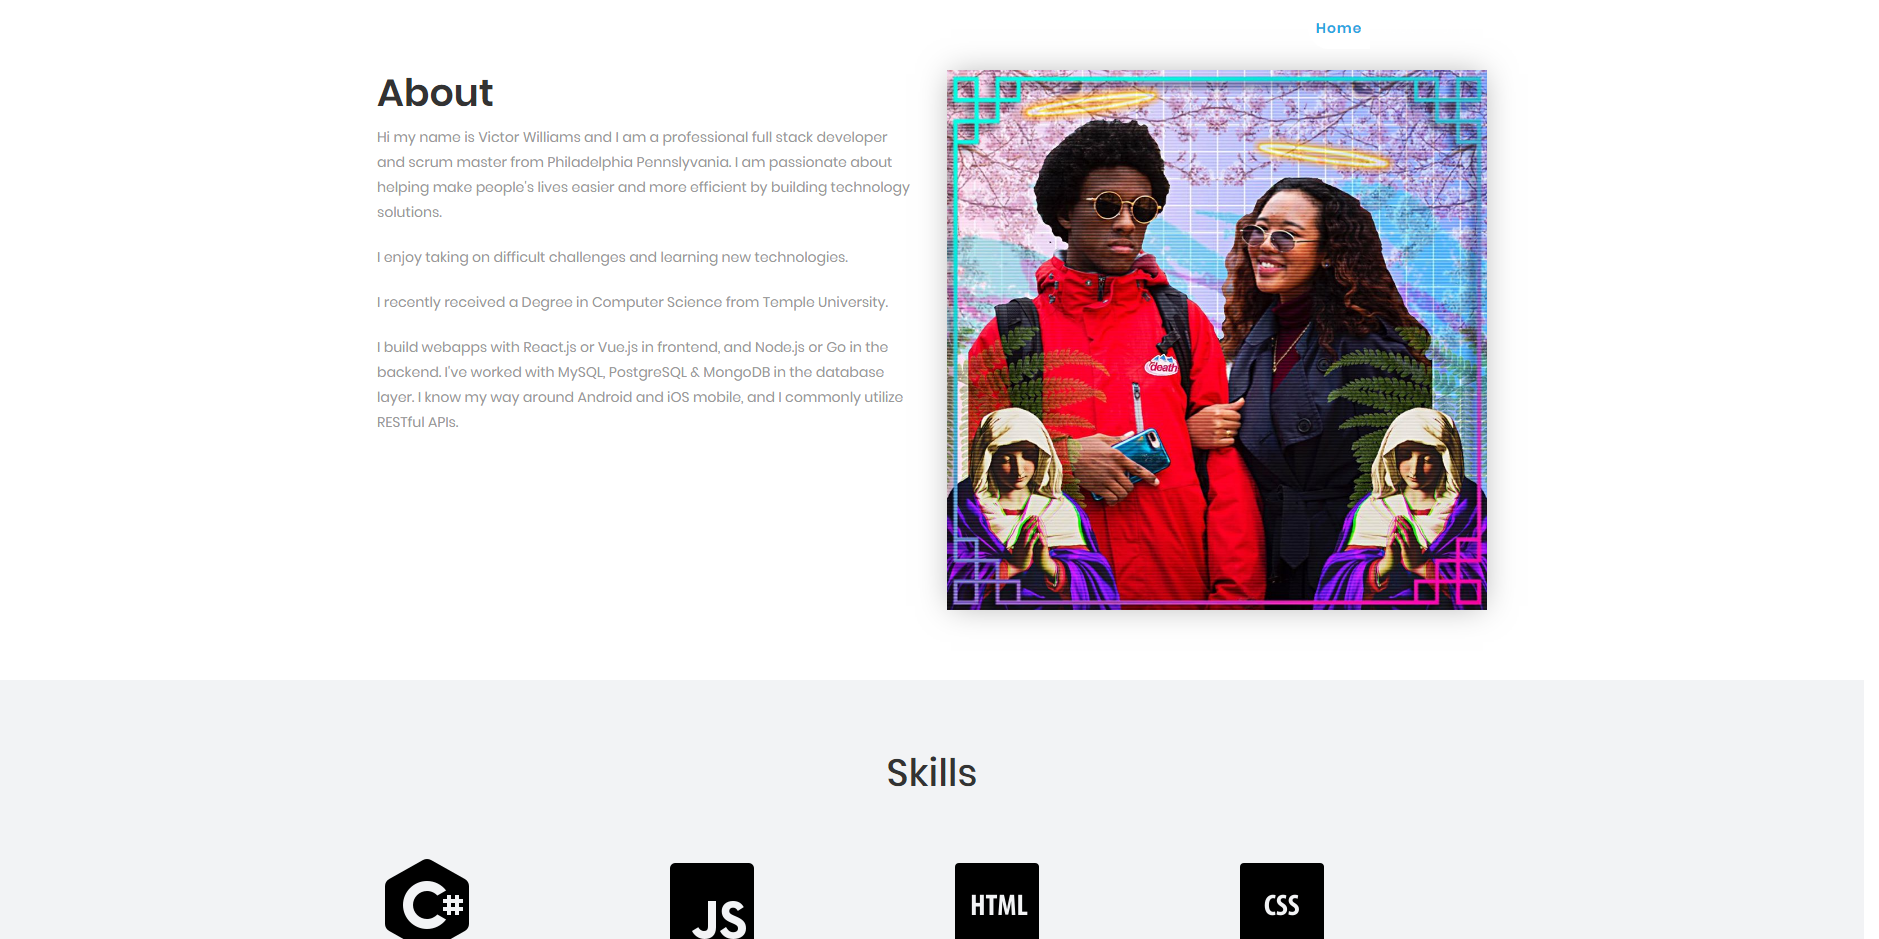 Home
About
Hi my name is Victor Williams and I am a professional full stack developer
and scrum master from Philadelphia Pennslyvania. I am passionate about
helping make people's lives easier and more efficient by building technology
solutions.
I enjoy taking on difficult challenges and learning new technologies.
I recently received a Degree in Computer Science from Temple University.
I build webapps with React.js or Vue.js in frontend, and Node.js or Go in the
backend. I've worked with MySQL, PostgreSQL & MongoDB in the database
layer. I know my way around Android and iOS mobile, and I commonly utilize
RESTful APIs.
death
Skills
C#
JS
HTML
CSS